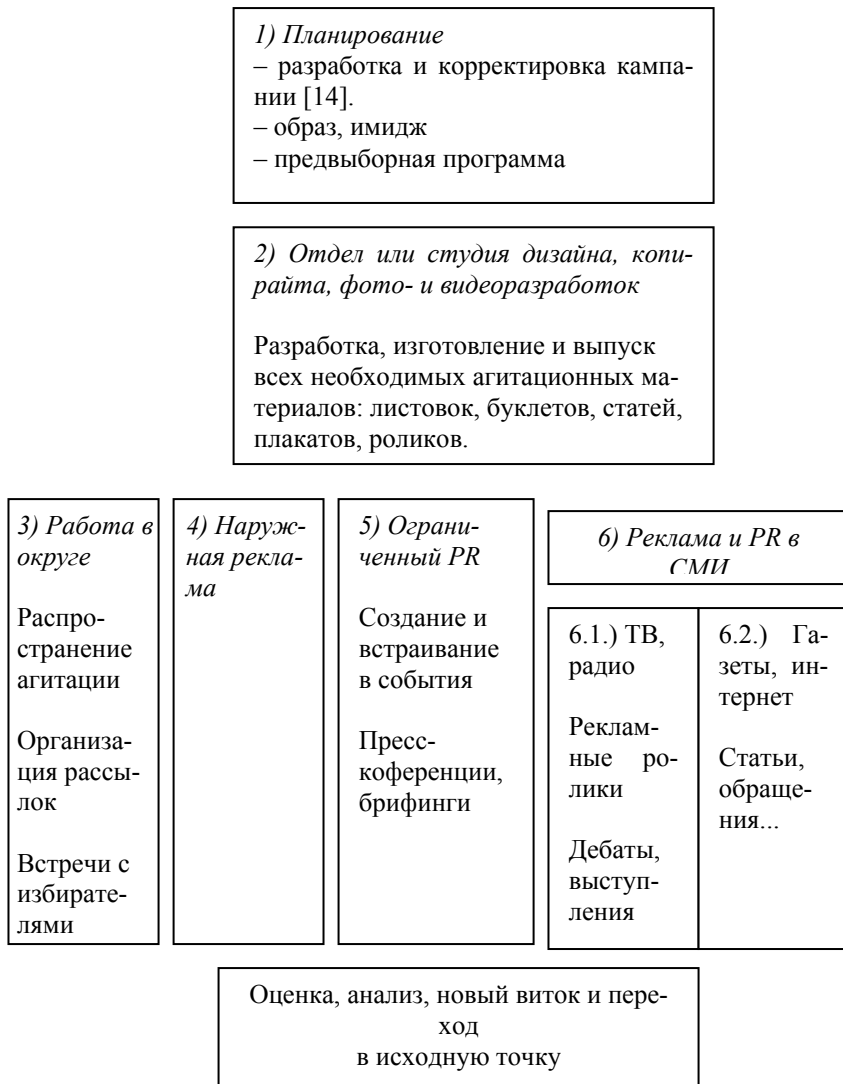 1) Планирование
– разработка и корректировка кампа-
нии [14].
– образ, имидж
– предвыборная программа
2) Отдел или студия дизайна, копи-
райта, фото- и видеоразработок
Разработка, изготовление и выпуск
всех необходимых агитационных ма-
териалов: листовок, буклетов, статей,
плакатов, роликов.
3) Работа в
округе
Распро-
странение
агитации
Организа-
ция рассы-
лок
Встречи с
избирате-
лями
4) Наруж-
ная рекла-
ма
5) Ограни-
ченный PR
Создание и
встраивание
в события
Пресс-
коференции,
брифинги
6) Реклама и PR в
СМИ
6.1.) ТВ,
радио
Реклам-
ные ро-
лики
Дебаты,
выступ-
ления
6.2.) Га-
зеты, ин-
тернет
Статьи,
обраще-
ния...
Оценка, анализ, новый виток и пере-
ход
в исходную точку